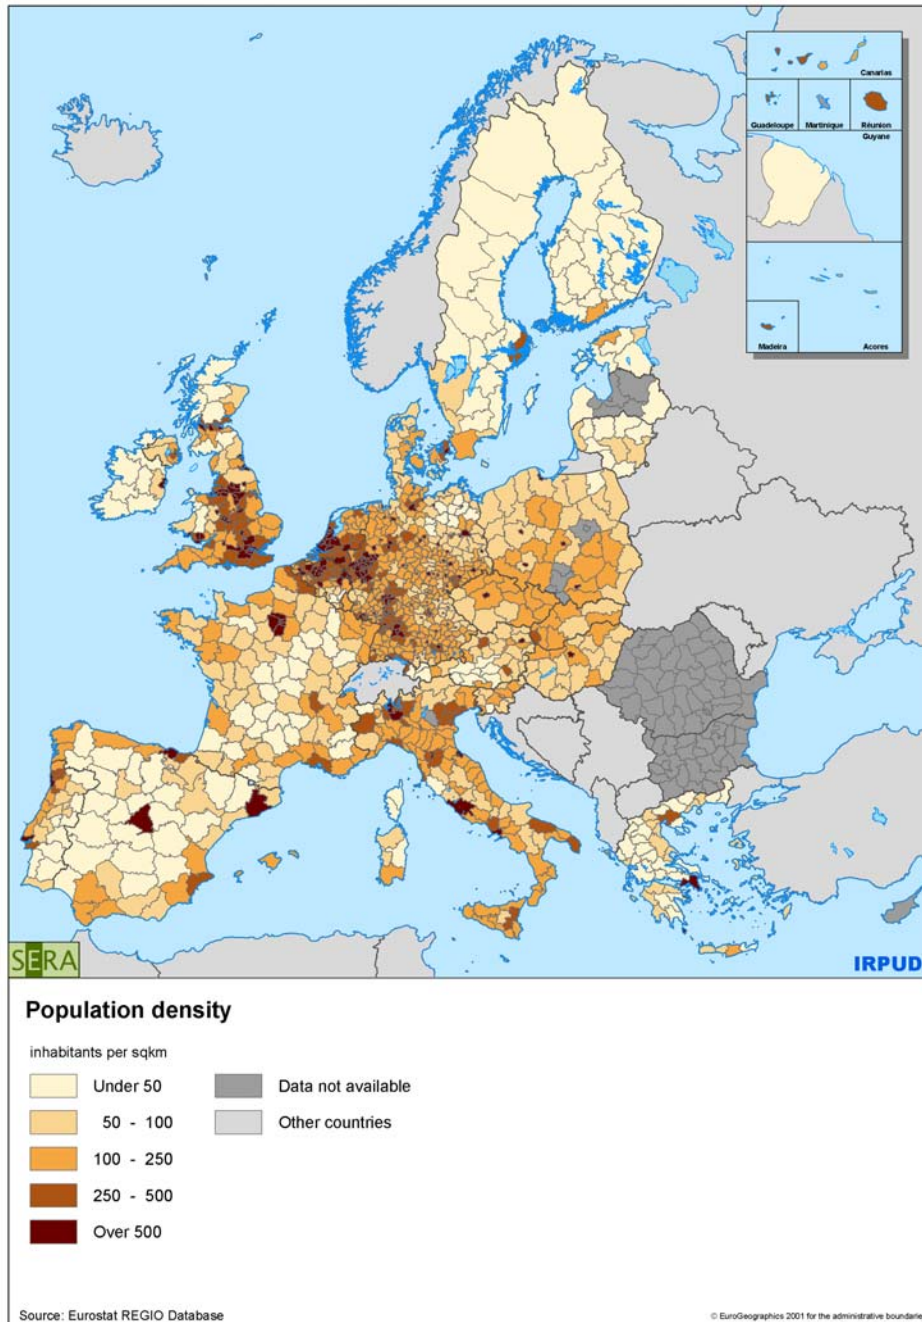 Canarias
Guadeloupe
Martinique
Réunion
Guyane
Madeira
Acores
SERA
IRPUD
Population density
inhabitants per sqkm
Under 50
50 - 100
100 - 250
250 - 500
Over 500
Data not available
Other countries
Source: Eurostat REGIO Database
© EuroGeographics 2001 for the administrative boundarie